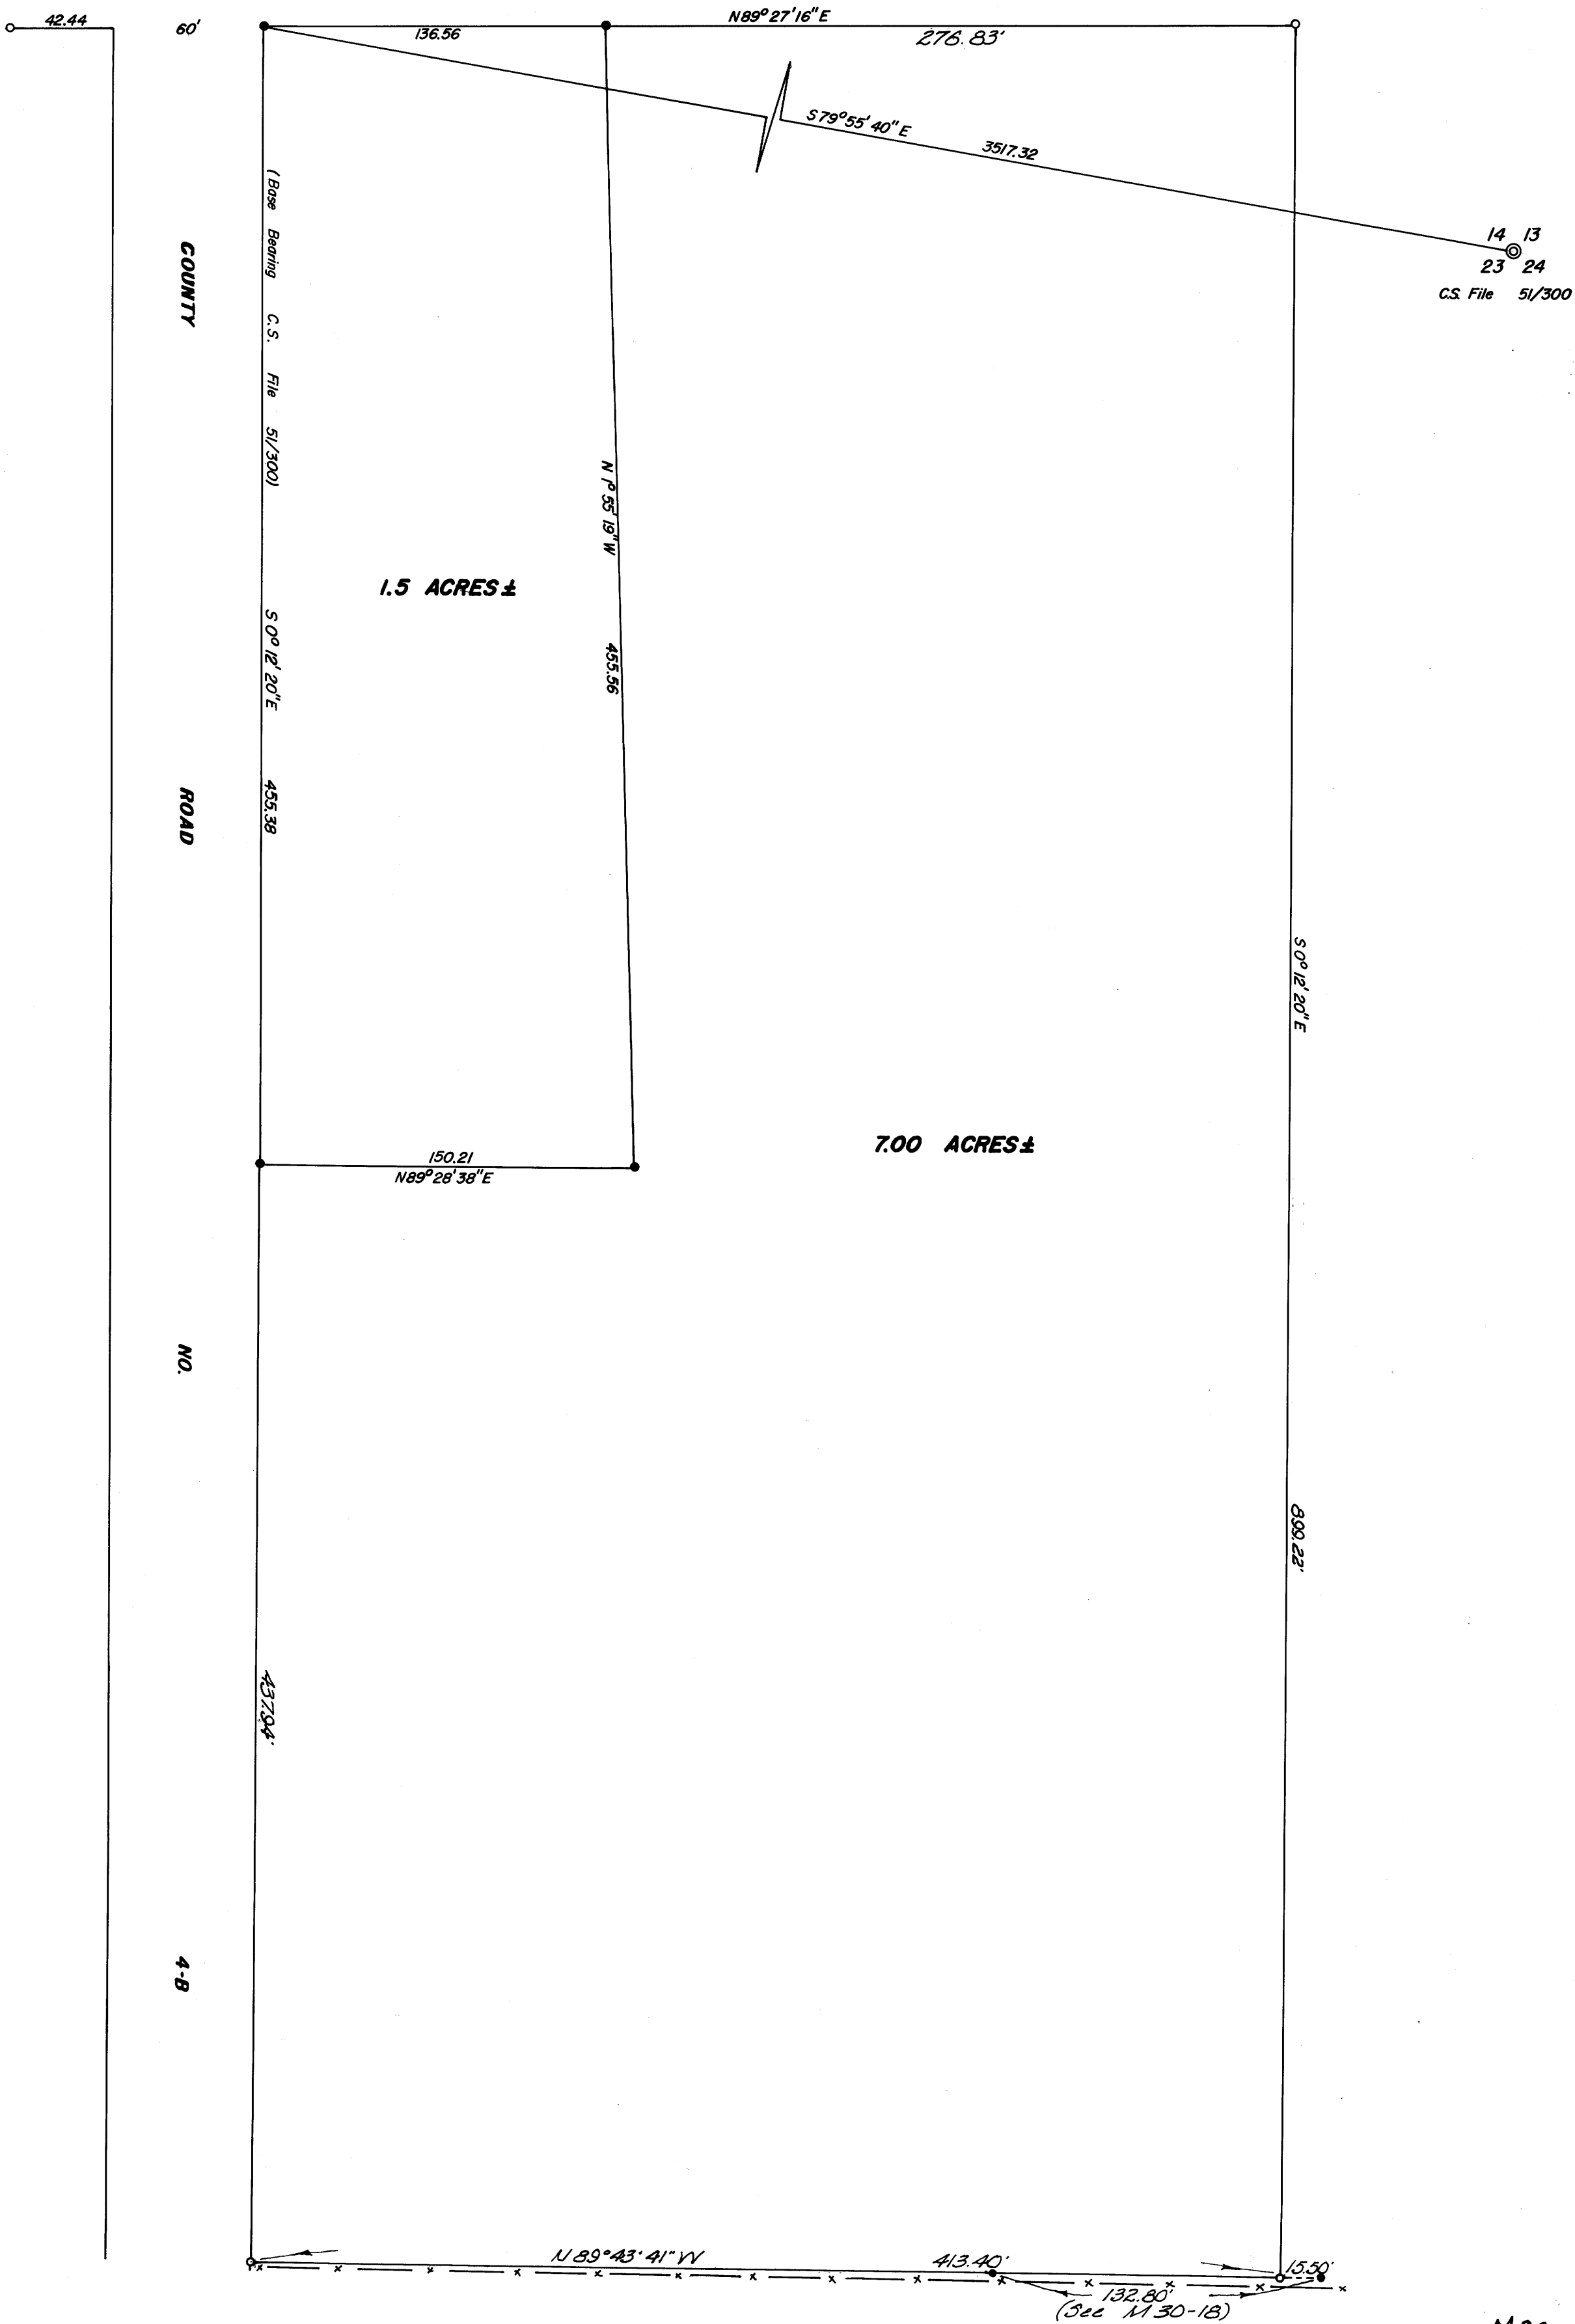 42.44
60'
136.56
N89°27'16"E
276.83'
S79°55'40"E
3517.32
14 13
23 24
C.S. File 51/300
COUNTY ROAD NO. 4-B
(Base Bearing C.S. File 51/300)
S 0° 12' 20" E 455.38
N 1° 55' 19" W 455.56
1.5 ACRES ±
S 0° 12' 20" E
899.22'
150.21
N89°28'38"E
7.00 ACRES ±
437.94'
N 89°43'41" W
413.40'
15.50'
132.80'
(See M 30-18)